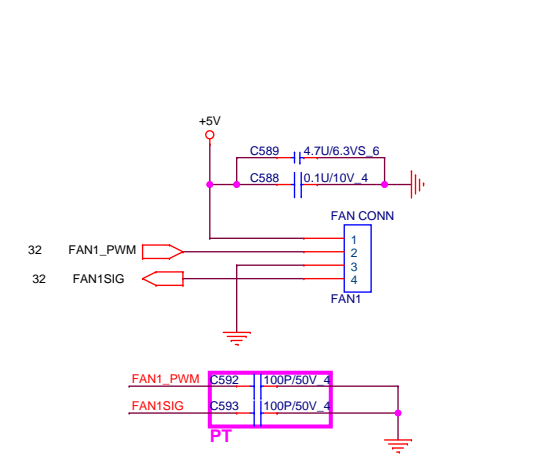 +5V
C589 4.7U/6.3VS_6
C588 0.1U/10V_4
FAN CONN
32 FAN1_PWM
32 FAN1SIG
1
2
3
4
FAN1
FAN1_PWM C592 100P/50V_4
FAN1SIG C593 100P/50V_4
PT